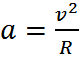 a = v²/R